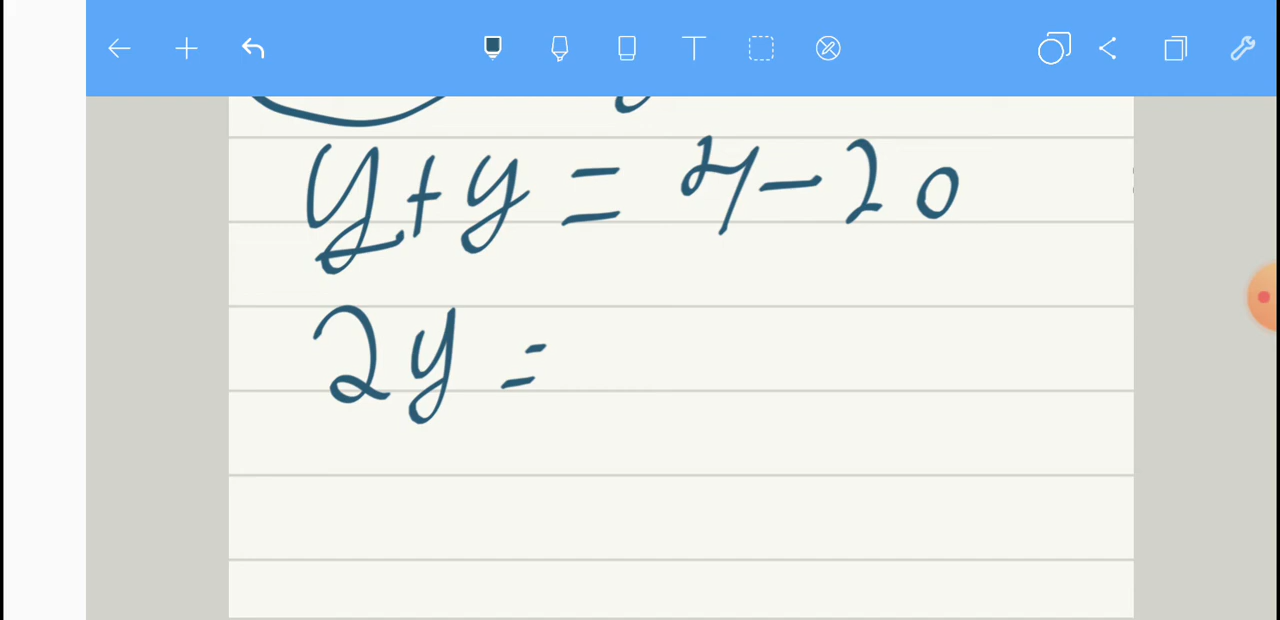 y+y = 4-20
2y =